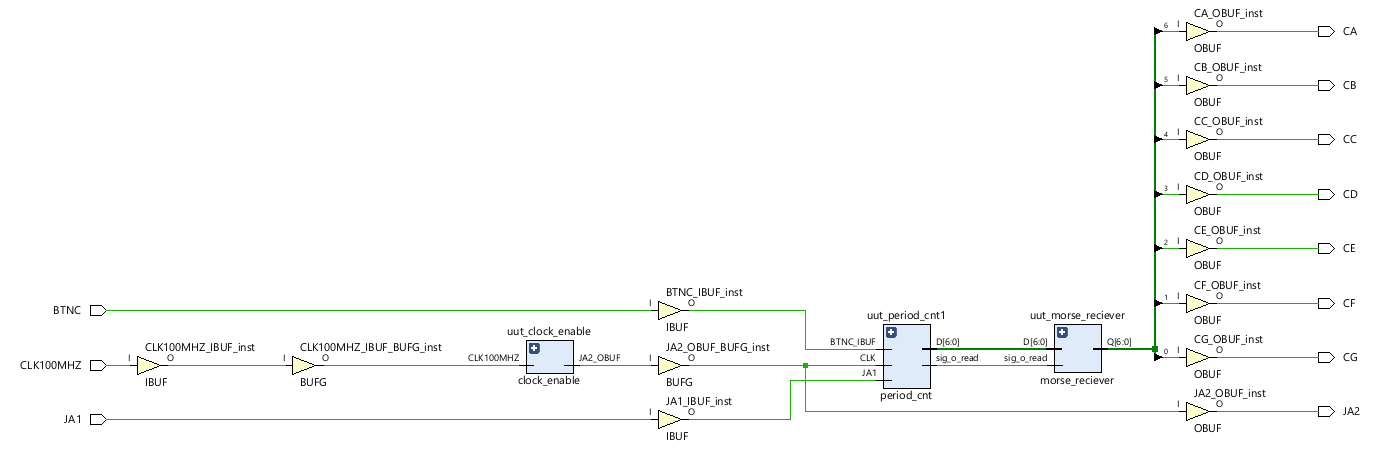 CA_OBUF_inst
6 I O CA
OBUF
CB_OBUF_inst
5 I O CB
OBUF
CC_OBUF_inst
4 I O CC
OBUF
CD_OBUF_inst
3 I O CD
OBUF
CE_OBUF_inst
2 I O CE
OBUF
BTNC_IBUF_inst
BTNC I O
IBUF
CF_OBUF_inst
1 I O CF
OBUF
uut_period_cnt1
BTNC_IBUF D[6:0]
CLK sig_o_read
JA1
period_cnt
uut_morse_reciever
D[6:0] Q[6:0]
sig_o_read
morse_reciever
CLK100MHZ_IBUF_inst
CLK100MHZ I O
IBUF
CLK100MHZ_IBUF_BUFG_inst
I O
BUFG
uut_clock_enable
CLK100MHZ JA2_OBUF
clock_enable
JA2_OBUF_BUFG_inst
I O
BUFG
CG_OBUF_inst
0 I O CG
OBUF
JA1_IBUF_inst
JA1 I O
IBUF
JA2_OBUF_inst
I O JA2
OBUF